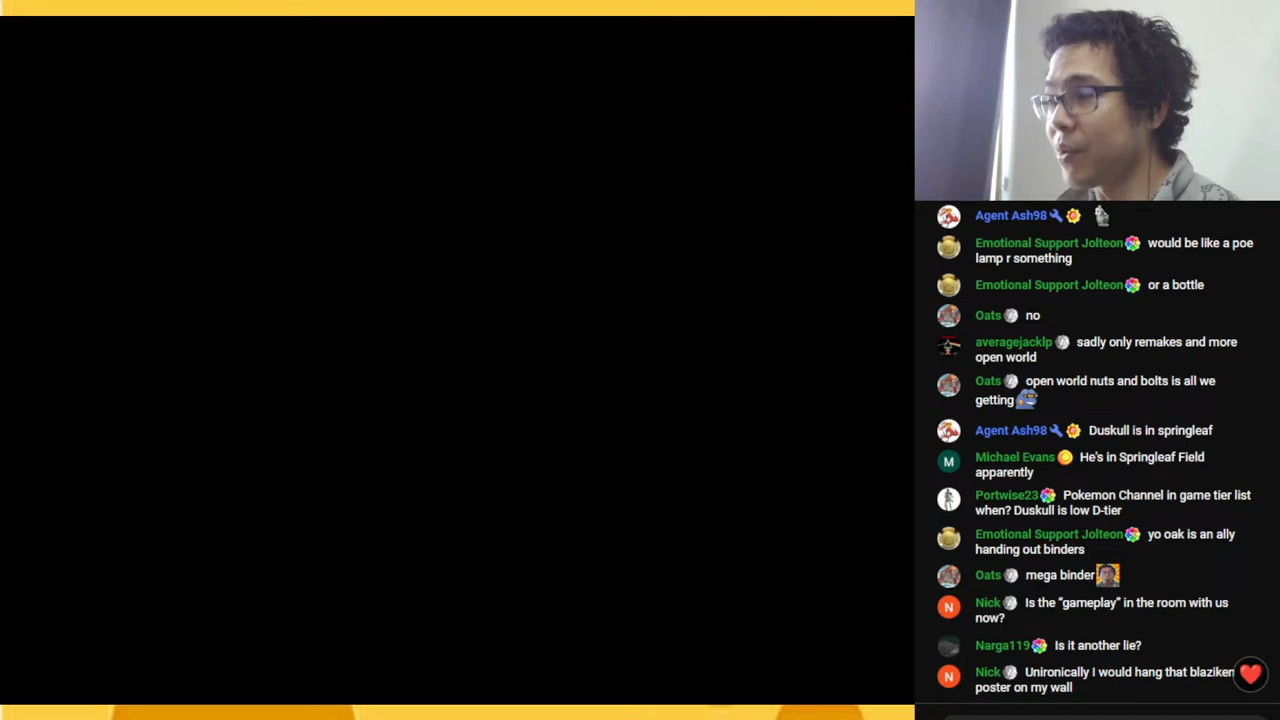 Agent Ash98
Emotional Support Jolteon would be like a poe
lamp r something
Emotional Support Jolteon or a bottle
Oats no
averagejacklp sadly only remakes and more
open world
Oats open world nuts and bolts is all we
getting
Agent Ash98 Duskull is in springleaf
M Michael Evans He's in Springleaf Field
apparently
Portwise23 Pokemon Channel in game tier list
when? Duskull is low D-tier
Emotional Support Jolteon yo oak is an ally
handing out binders
Oats mega binder
N Nick Is the “gameplay” in the room with us
now?
Narga119 Is it another lie?
N Nick Unironically I would hang that blaziken
poster on my wall